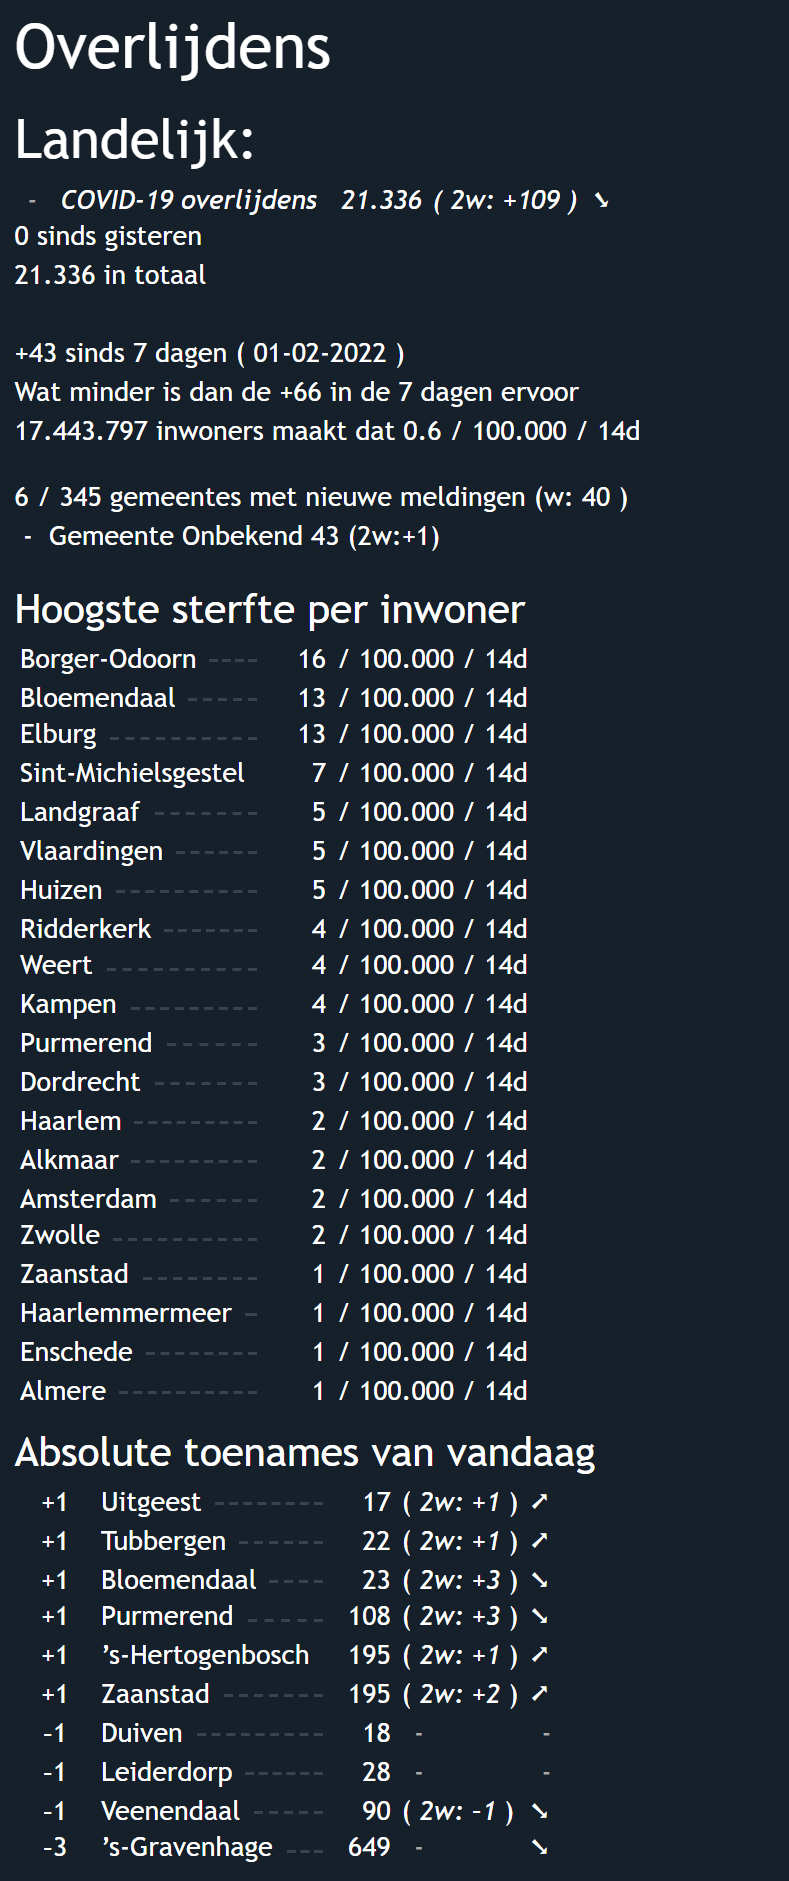 Overlijdens
Landelijk:
- COVID-19 overlijdens 21.336 ( 2w: +109 ) ➘
0 sinds gisteren
21.336 in totaal
+43 sinds 7 dagen ( 01-02-2022 )
Wat minder is dan de +66 in de 7 dagen ervoor
17.443.797 inwoners maakt dat 0.6 / 100.000 / 14d
6 / 345 gemeentes met nieuwe meldingen (w: 40 )
- Gemeente Onbekend 43 (2w:+1)
Hoogste sterfte per inwoner
Borger-Odoorn ---- 16 / 100.000 / 14d
Bloemendaal ----- 13 / 100.000 / 14d
Elburg ---------- 13 / 100.000 / 14d
Sint-Michielsgestel 7 / 100.000 / 14d
Landgraaf ------- 5 / 100.000 / 14d
Vlaardingen ------ 5 / 100.000 / 14d
Huizen ---------- 5 / 100.000 / 14d
Ridderkerk ------- 4 / 100.000 / 14d
Weert ----------- 4 / 100.000 / 14d
Kampen --------- 4 / 100.000 / 14d
Purmerend ------ 3 / 100.000 / 14d
Dordrecht ------- 3 / 100.000 / 14d
Haarlem --------- 2 / 100.000 / 14d
Alkmaar --------- 2 / 100.000 / 14d
Amsterdam ------ 2 / 100.000 / 14d
Zwolle ---------- 2 / 100.000 / 14d
Zaanstad -------- 1 / 100.000 / 14d
Haarlemmermeer - 1 / 100.000 / 14d
Enschede -------- 1 / 100.000 / 14d
Almere ---------- 1 / 100.000 / 14d
Absolute toenames van vandaag
+1 Uitgeest -------- 17 ( 2w: +1 ) ➚
+1 Tubbergen ------ 22 ( 2w: +1 ) ➚
+1 Bloemendaal ---- 23 ( 2w: +3 ) ➘
+1 Purmerend ----- 108 ( 2w: +3 ) ➘
+1 ’s-Hertogenbosch 195 ( 2w: +1 ) ➚
+1 Zaanstad ------- 195 ( 2w: +2 ) ➚
-1 Duiven --------- 18 - -
-1 Leiderdorp ------ 28 - -
-1 Veenendaal ----- 90 ( 2w: -1 ) ➘
-3 ’s-Gravenhage --- 649 - ➘